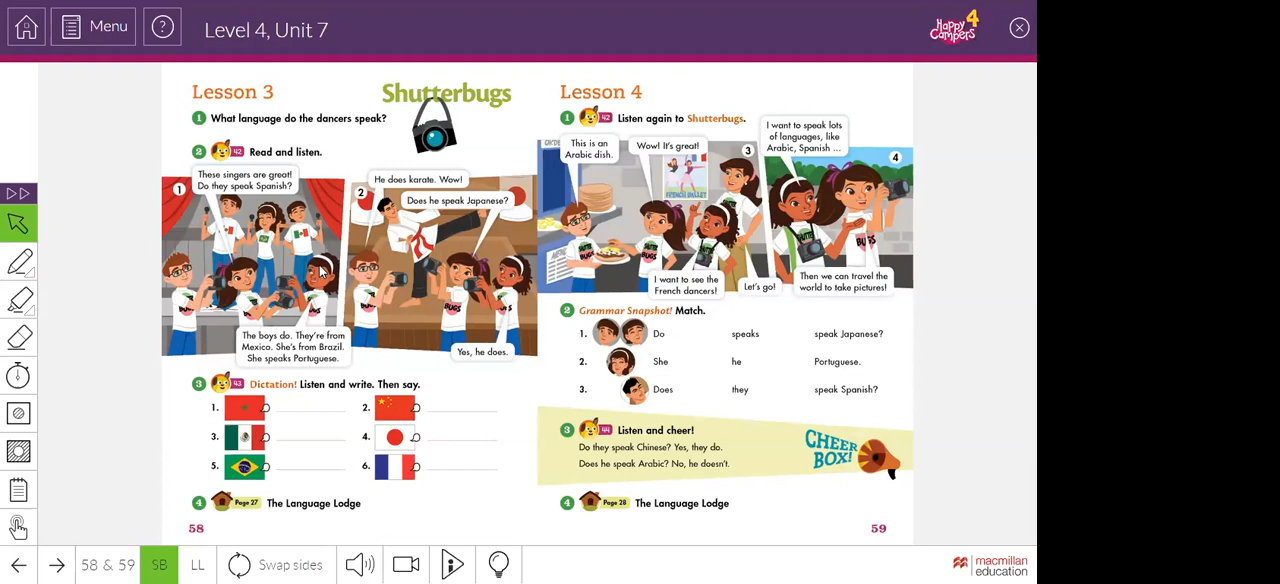 Menu
?
Level 4, Unit 7
Happy
Campers
4
Lesson 3
Shutterbugs
1 What language do the dancers speak?
2 42 Read and listen.
1
These singers are great!
Do they speak Spanish?
The boys do. They're from
Mexico. She's from Brazil.
She speaks Portuguese.
2
He does karate. Wow!
Does he speak Japanese?
Yes, he does.
BUGS
3 43 Dictation! Listen and write. Then say.
1.
2.
3.
4.
5.
6.
4 Page 27 The Language Lodge
58
Lesson 4
1 42 Listen again to Shutterbugs.
This is an
Arabic dish.
Wow! It's great!
FRENCH BALLET
3
SHUTTER
BUGS
I want to see the
French dancers!
Let's go!
I want to speak lots
of languages, like
Arabic, Spanish ...
4
Then we can travel the
world to take pictures!
2 Grammar Snapshot! Match.
1. Do speaks speak Japanese?
2. She he Portuguese.
3. Does they speak Spanish?
3 44 Listen and cheer!
Do they speak Chinese? Yes, they do.
Does he speak Arabic? No, he doesn't.
CHEER
BOX!
4 Page 28 The Language Lodge
59
58 & 59
SB
LL
Swap sides
macmillan
education